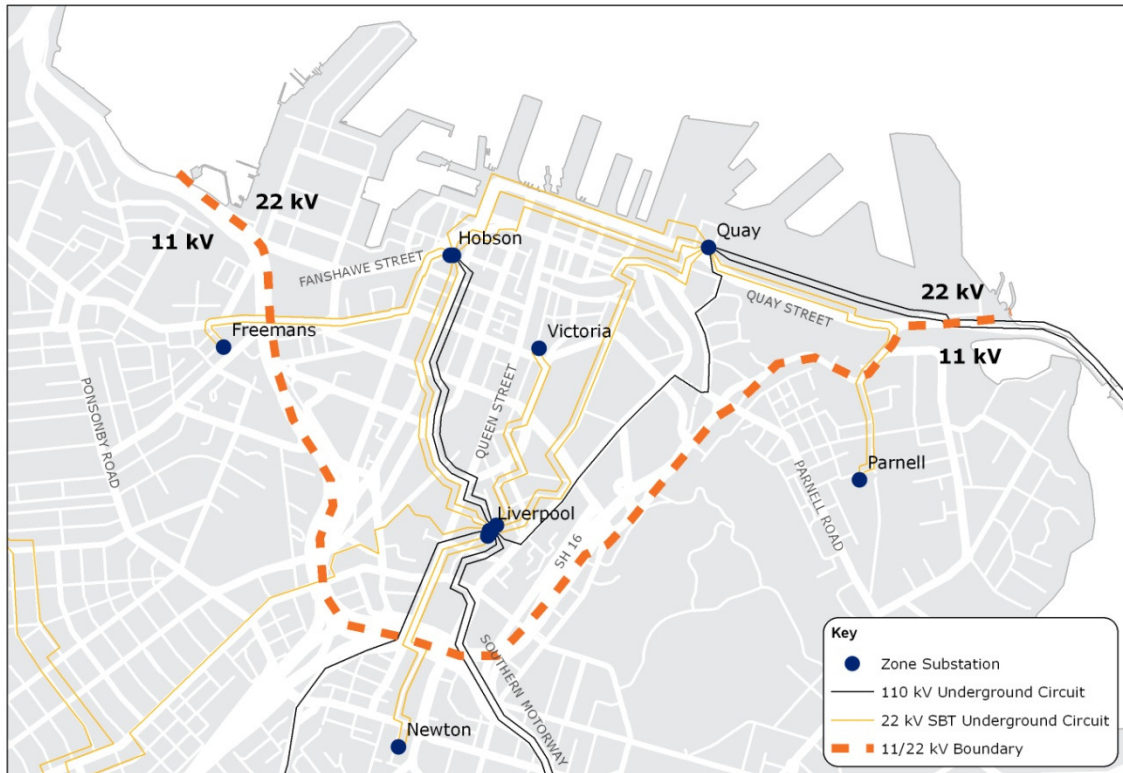 22 kV
11 kV
Hobson
Quay
FANSHAWE STREET
QUAY STREET
22 kV
11 kV
Freemans
Victoria
PONSONBY ROAD
QUEEN STREET
Parnell
PARNELL ROAD
Liverpool
SH 16
SOUTHERN MOTORWAY
Newton
Key
Zone Substation
110 kV Underground Circuit
22 kV SBT Underground Circuit
11/22 kV Boundary